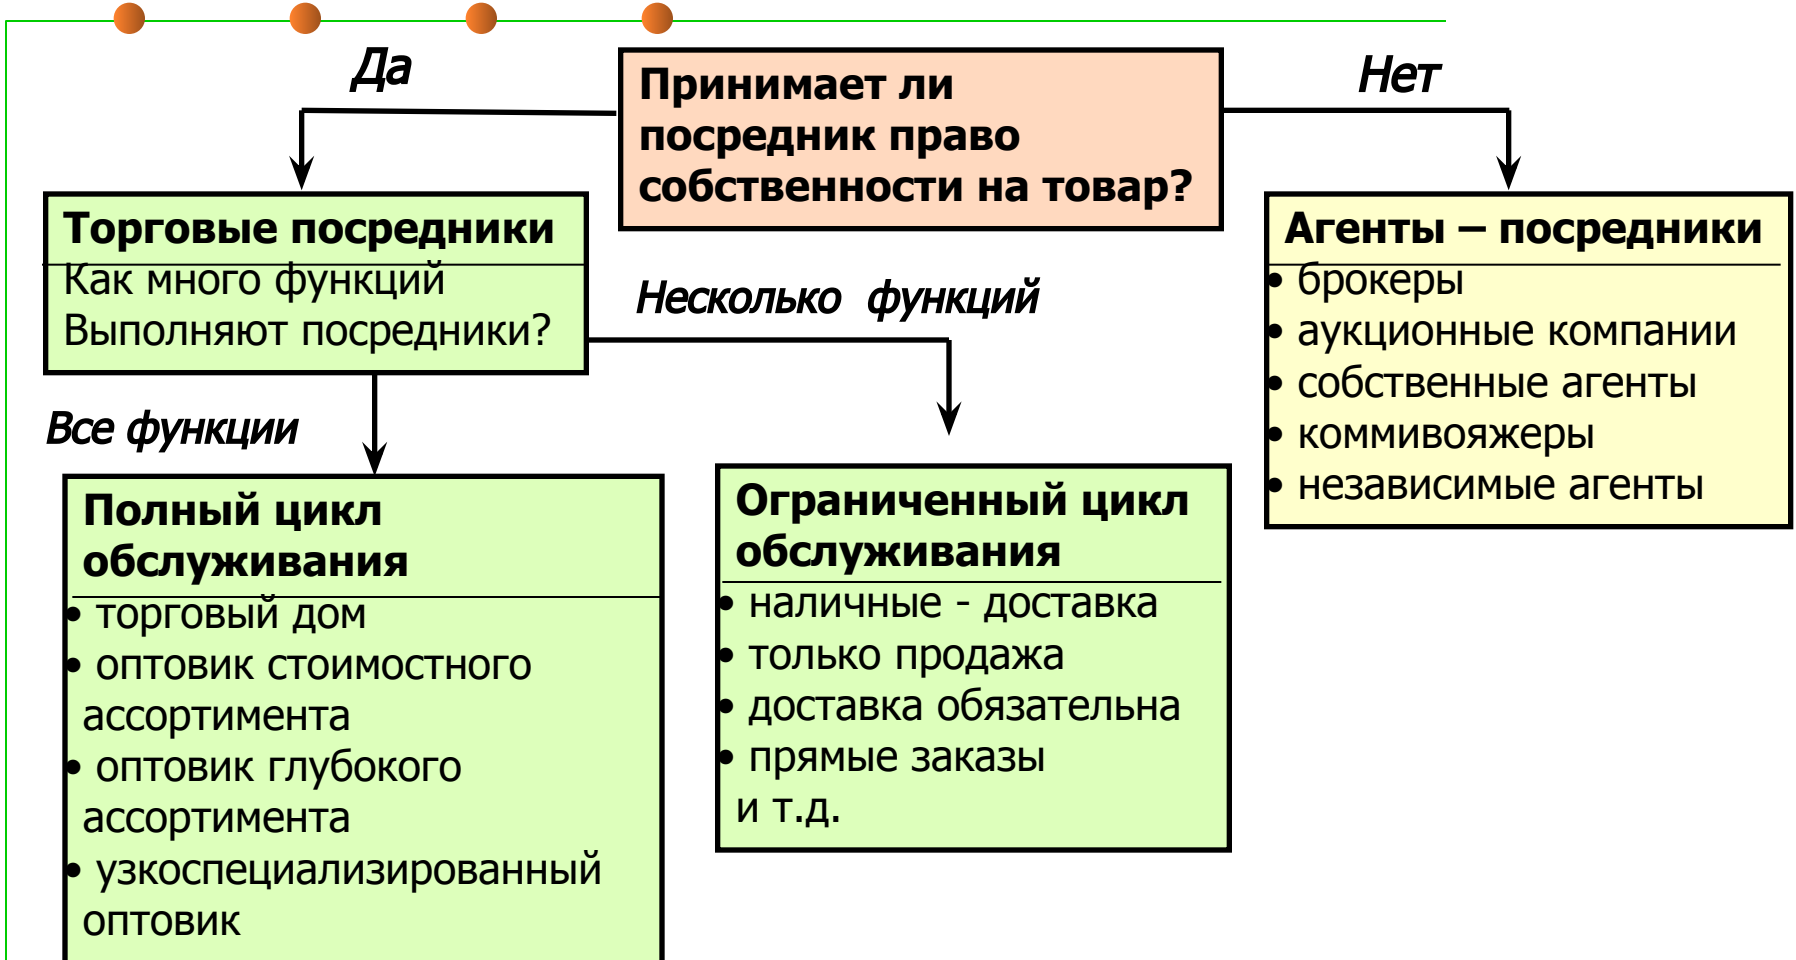 Да
Принимает ли
посредник право
собственности на товар?
Нет
Торговые посредники
Как много функций
Выполняют посредники?
Несколько функций
Агенты – посредники
• брокеры
• аукционные компании
• собственные агенты
• коммивояжеры
• независимые агенты
Все функции
Полный цикл
обслуживания
• торговый дом
• оптовик стоимостного
ассортимента
• оптовик глубокого
ассортимента
• узкоспециализированный
оптовик
Ограниченный цикл
обслуживания
• наличные - доставка
• только продажа
• доставка обязательна
• прямые заказы
и т.д.